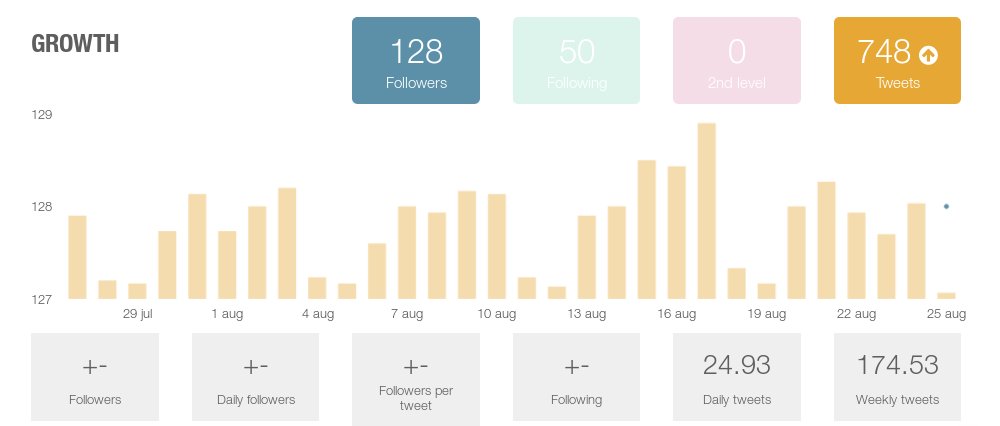 GROWTH
128
Followers
50
Following
0
2nd level
748
Tweets
129
128
127
29 jul 1 aug 4 aug 7 aug 10 aug 13 aug 16 aug 19 aug 22 aug 25 aug
+-
Followers
+-
Daily followers
+-
Followers per
tweet
+-
Following
24.93
Daily tweets
174.53
Weekly tweets